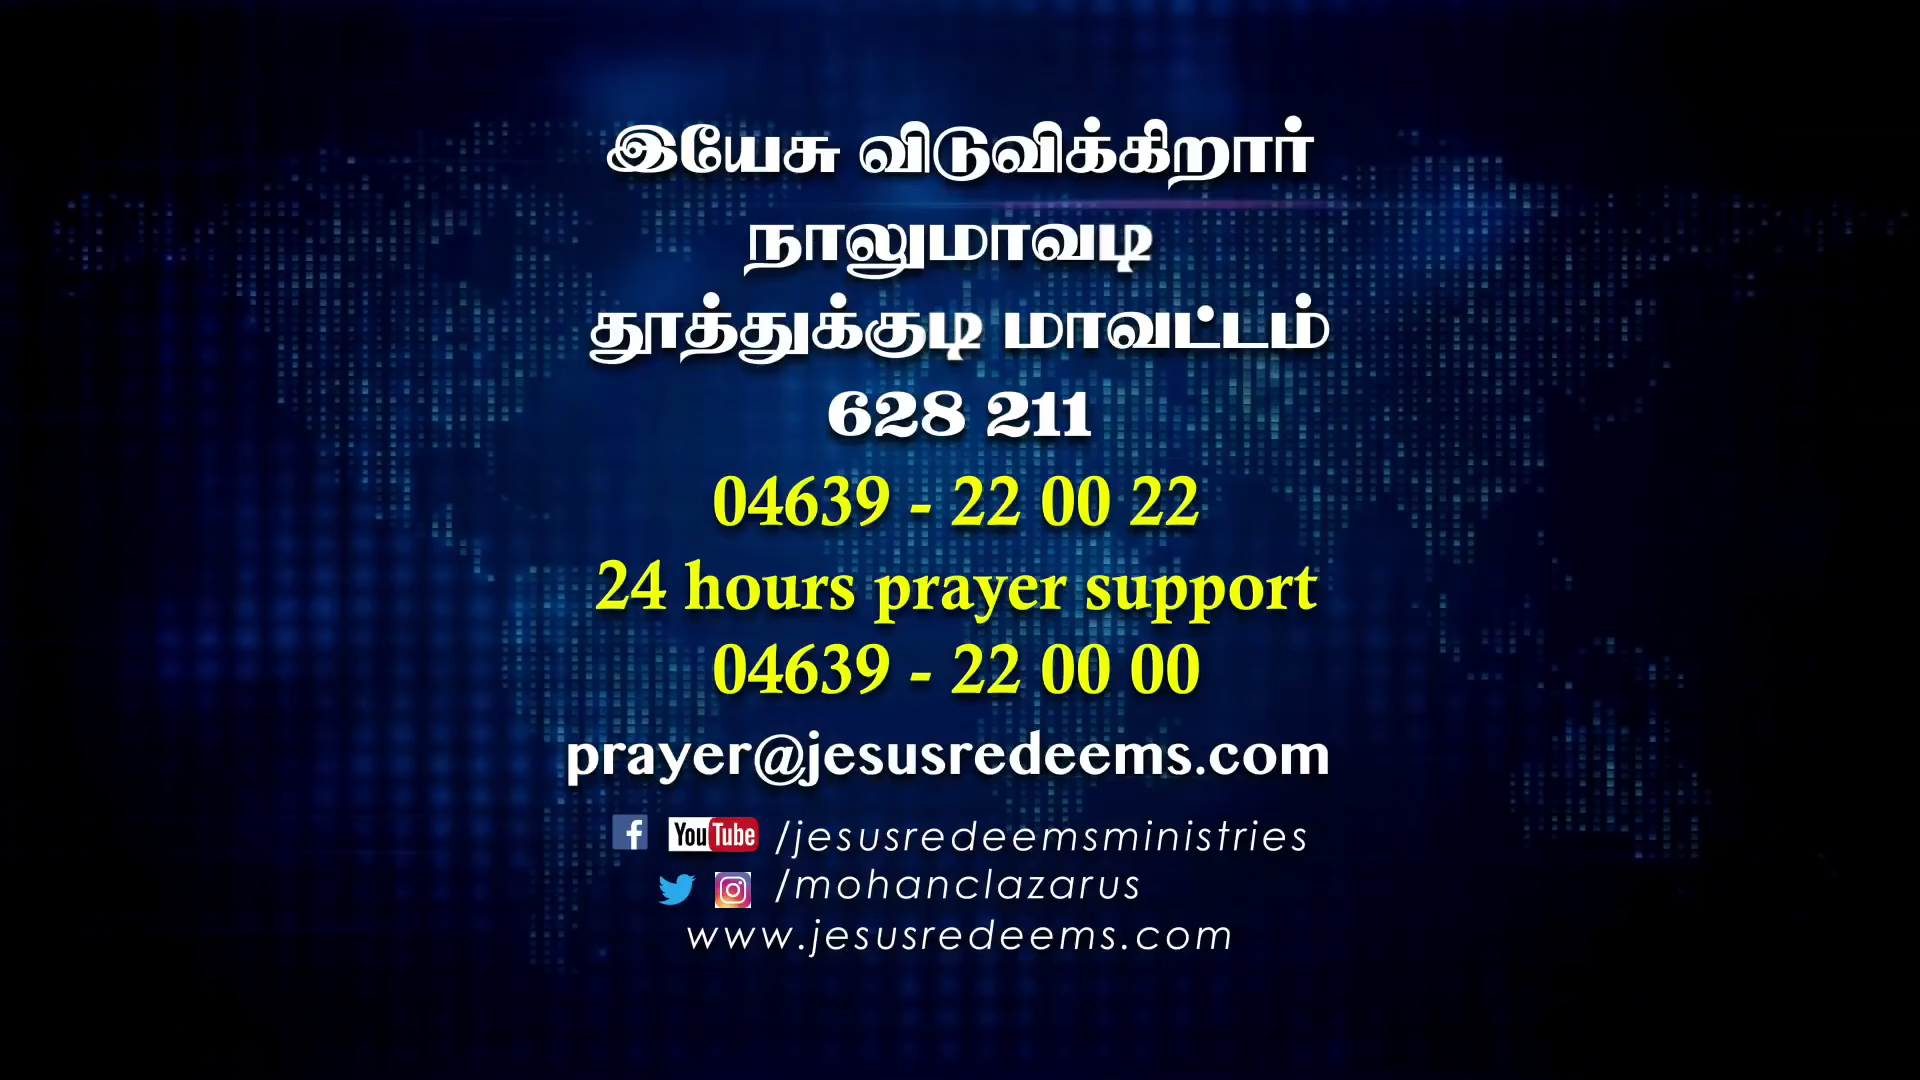 இயேசு விடுவிக்கிறார்
நாலுமாவடி
தூத்துக்குடி மாவட்டம்
628 211
04639 - 22 00 22
24 hours prayer support
04639 - 22 00 00
prayer@jesusredeems.com
f YouTube /jesusredeemsministries
/mohanclazarus
www.jesusredeems.com